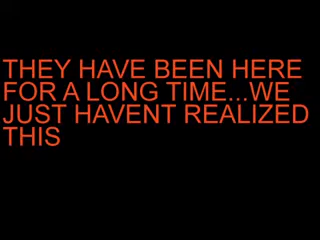 THEY HAVE BEEN HERE
FOR A LONG TIME...WE
JUST HAVENT REALIZED
THIS